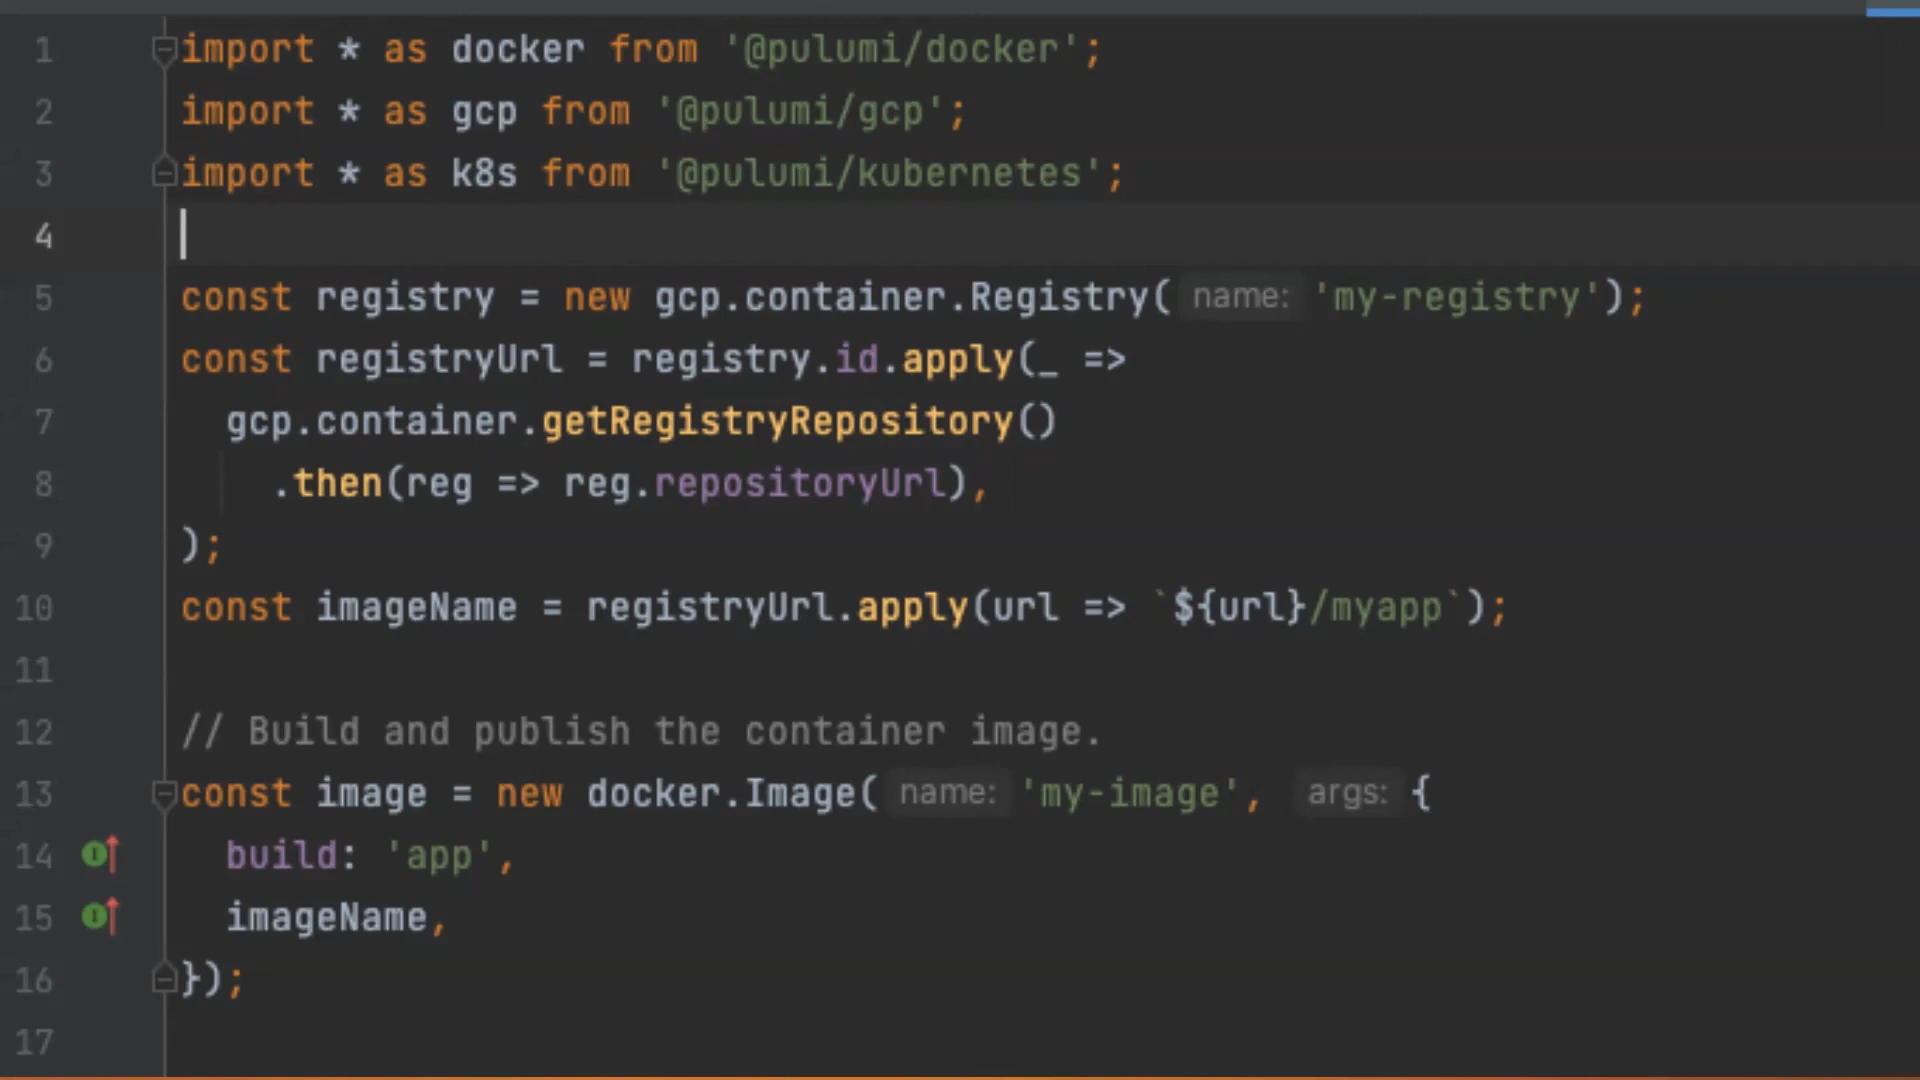 1 import * as docker from '@pulumi/docker';
2 import * as gcp from '@pulumi/gcp';
3 import * as k8s from '@pulumi/kubernetes';
4
5 const registry = new gcp.container.Registry( name: 'my-registry');
6 const registryUrl = registry.id.apply(_ =>
7   gcp.container.getRegistryRepository()
8     .then(reg => reg.repositoryUrl),
9 );
10 const imageName = registryUrl.apply(url => `${url}/myapp`);
11
12 // Build and publish the container image.
13 const image = new docker.Image( name: 'my-image', args: {
14   build: 'app',
15   imageName,
16 });
17